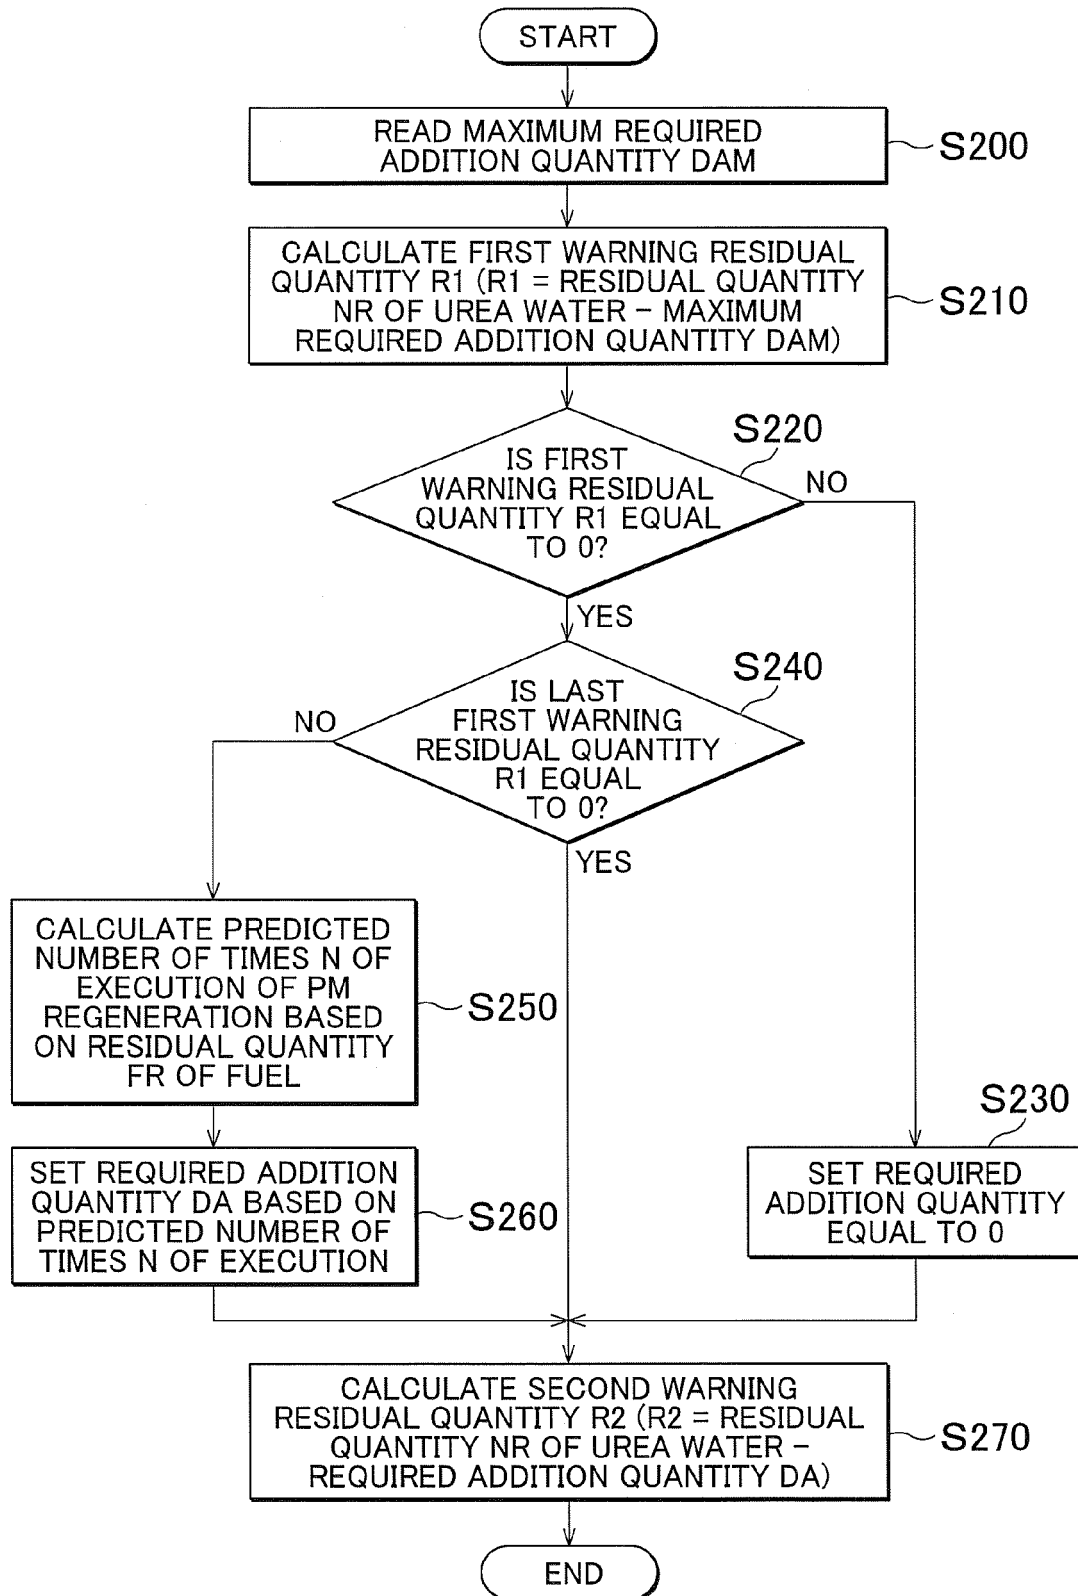 START
READ MAXIMUM REQUIRED
ADDITION QUANTITY DAM
S200
CALCULATE FIRST WARNING RESIDUAL
QUANTITY R1 (R1 = RESIDUAL QUANTITY
NR OF UREA WATER – MAXIMUM
REQUIRED ADDITION QUANTITY DAM)
S210
S220
IS FIRST
WARNING RESIDUAL
QUANTITY R1 EQUAL
TO 0?
NO
YES
S240
IS LAST
FIRST WARNING
RESIDUAL QUANTITY
R1 EQUAL
TO 0?
NO
YES
CALCULATE PREDICTED
NUMBER OF TIMES N OF
EXECUTION OF PM
REGENERATION BASED
ON RESIDUAL QUANTITY
FR OF FUEL
S250
SET REQUIRED ADDITION
QUANTITY DA BASED ON
PREDICTED NUMBER OF
TIMES N OF EXECUTION
S260
S230
SET REQUIRED
ADDITION QUANTITY
EQUAL TO 0
CALCULATE SECOND WARNING
RESIDUAL QUANTITY R2 (R2 = RESIDUAL
QUANTITY NR OF UREA WATER –
REQUIRED ADDITION QUANTITY DA)
S270
END